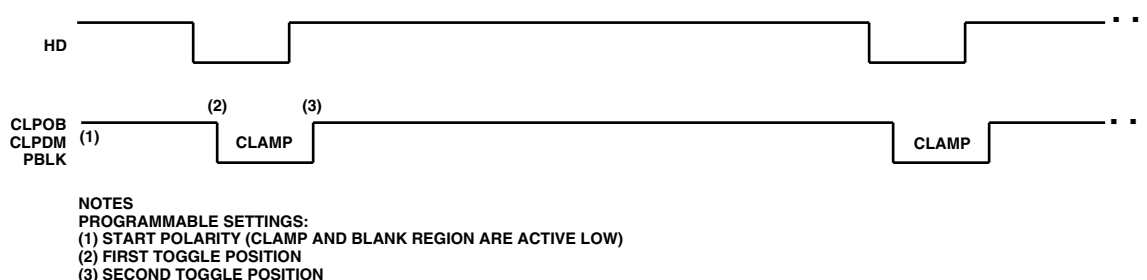 HD
(2) (3)
CLPOB
CLPDM (1)
PBLK
CLAMP CLAMP
NOTES
PROGRAMMABLE SETTINGS:
(1) START POLARITY (CLAMP AND BLANK REGION ARE ACTIVE LOW)
(2) FIRST TOGGLE POSITION
(3) SECOND TOGGLE POSITION